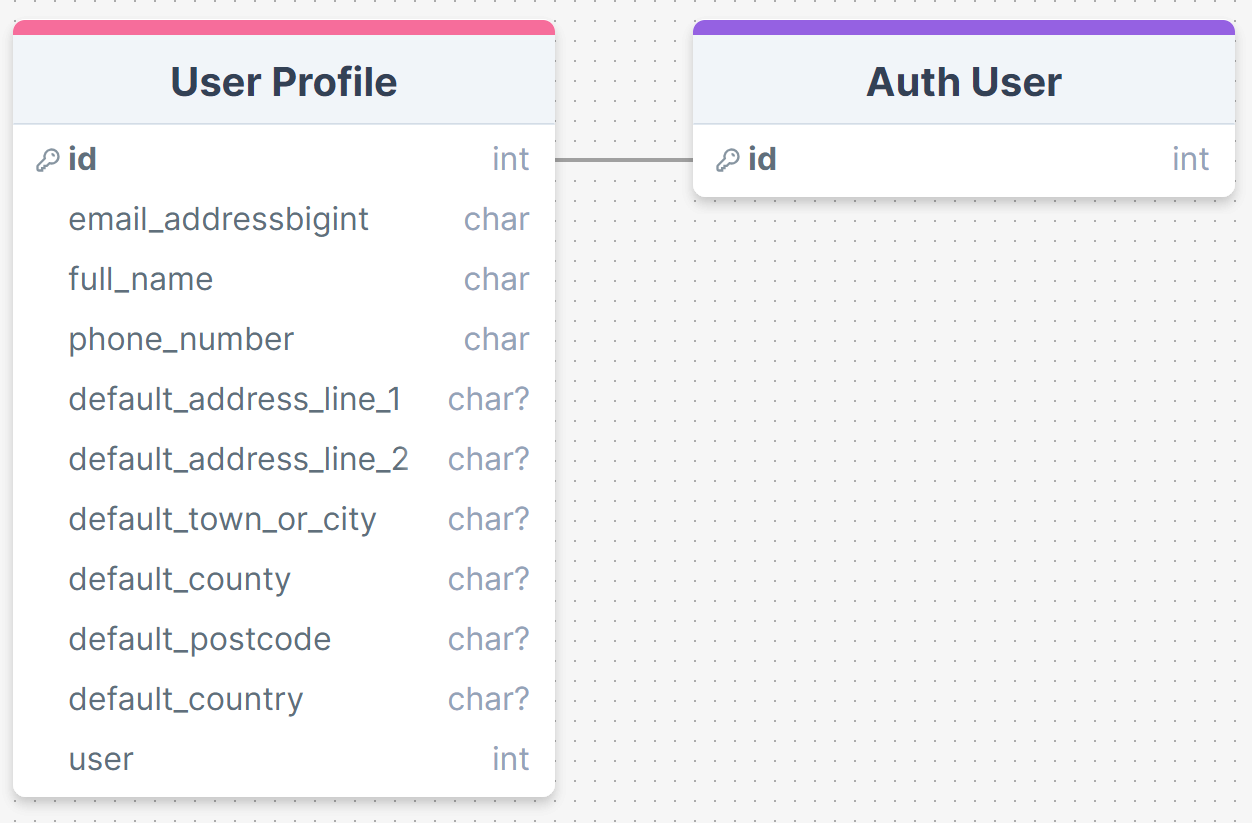 User Profile
id int
email_addressbigint char
full_name char
phone_number char
default_address_line_1 char?
default_address_line_2 char?
default_town_or_city char?
default_county char?
default_postcode char?
default_country char?
user int
Auth User
id int